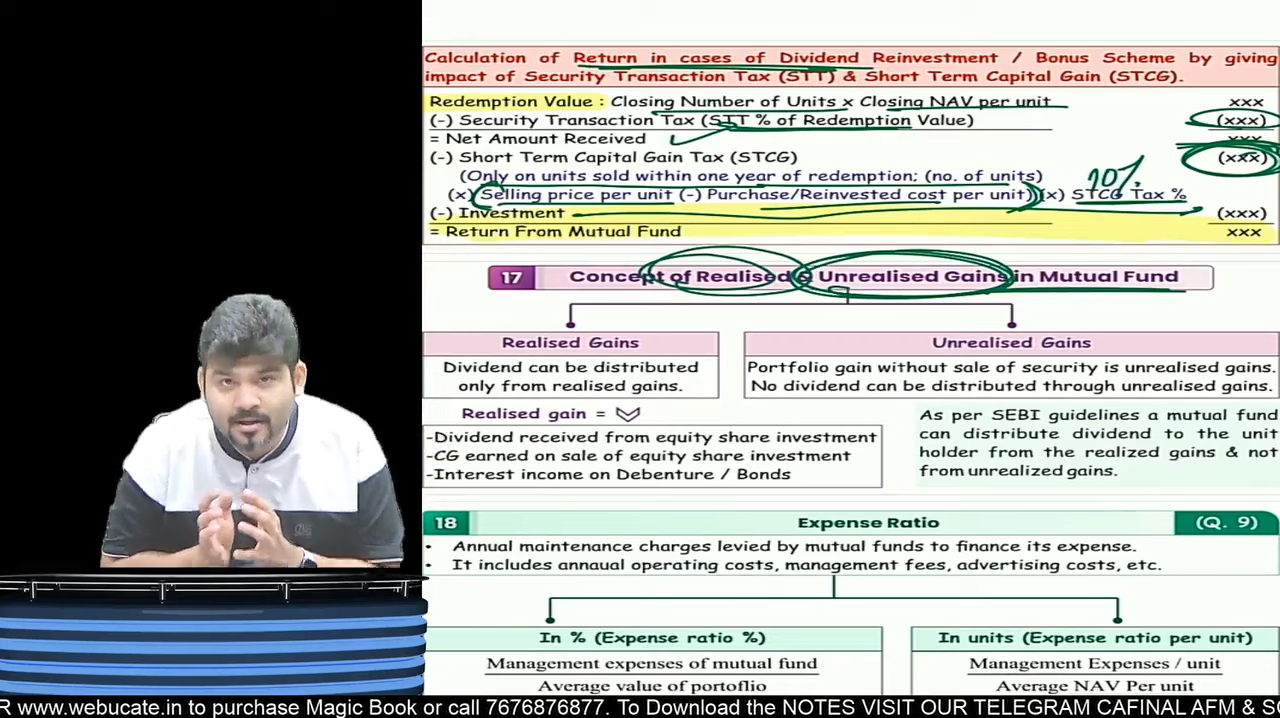 Calculation of Return in cases of Dividend Reinvestment / Bonus Scheme by giving
impact of Security Transaction Tax (STT) & Short Term Capital Gain (STCG).
Redemption Value : Closing Number of Units x Closing NAV per unit xxx
(-) Security Transaction Tax (STT % of Redemption Value) (xxx)
= Net Amount Received xxx
(-) Short Term Capital Gain Tax (STCG) (xxx)
(Only on units sold within one year of redemption; (no. of units)
10%
(x) Selling price per unit (-) Purchase/Reinvested cost per unit) (x) STCG Tax %
(-) Investment (xxx)
= Return From Mutual Fund xxx
17 Concept of Realised & Unrealised Gains in Mutual Fund
Realised Gains
Dividend can be distributed
only from realised gains.
Realised gain =
-Dividend received from equity share investment
-CG earned on sale of equity share investment
-Interest income on Debenture / Bonds
Unrealised Gains
Portfolio gain without sale of security is unrealised gains.
No dividend can be distributed through unrealised gains.
As per SEBI guidelines a mutual fund
can distribute dividend to the unit
holder from the realized gains & not
from unrealized gains.
18 Expense Ratio (Q. 9)
• Annual maintenance charges levied by mutual funds to finance its expense.
• It includes annaual operating costs, management fees, advertising costs, etc.
In % (Expense ratio %)
Management expenses of mutual fund
Average value of portoflio
In units (Expense ratio per unit)
Management Expenses / unit
Average NAV Per unit
R www.webucate.in to purchase Magic Book or call 7676876877. To Download the NOTES VISIT OUR TELEGRAM CAFINAL AFM & S